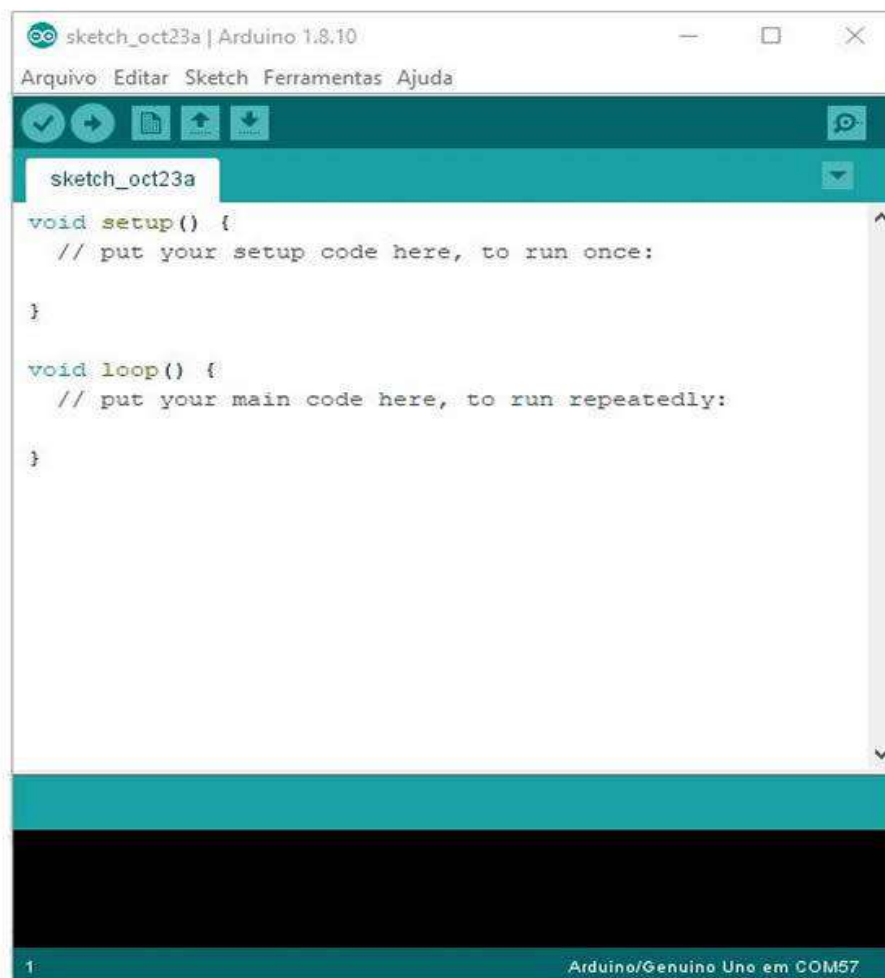 sketch_oct23a | Arduino 1.8.10
Arquivo Editar Sketch Ferramentas Ajuda
sketch_oct23a
void setup() {
  // put your setup code here, to run once:
}
void loop() {
  // put your main code here, to run repeatedly:
}
1 Arduino/Genuino Uno em COM57